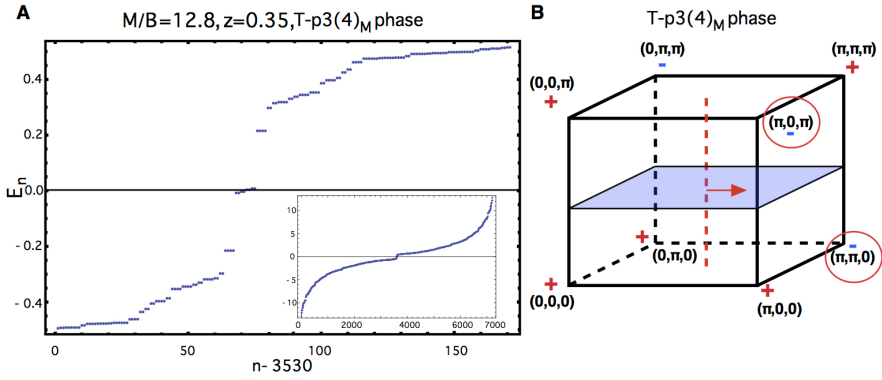 A
M/B=12.8, z=0.35,T-p3(4)M phase
0.4
0.2
0.0
- 0.2
- 0.4
En
0
50
100
150
n- 3530
10
5
0
- 5
- 10
0
2000
4000
6000
7000
B
T-p3(4)M phase
(0,π,π)
-
(π,π,π)
+
(0,0,π)
+
(π,0,π)
-
+
(0,π,0)
-
(π,π,0)
+
(0,0,0)
+
(π,0,0)